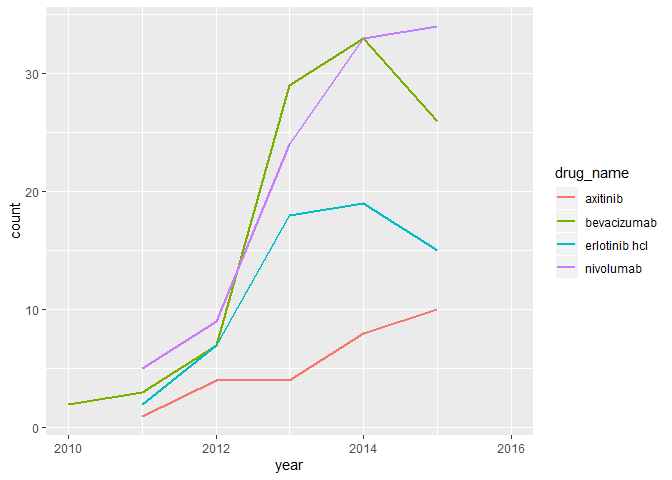 30
20
10
0
count
2010
2012
2014
2016
year
drug_name
axitinib
bevacizumab
erlotinib hcl
nivolumab